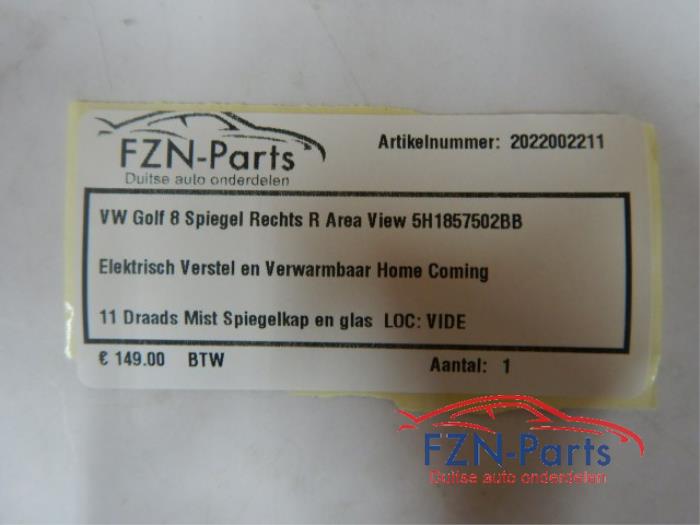 FZN-Parts
Duitse auto onderdelen
Artikelnummer: 2022002211
VW Golf 8 Spiegel Rechts R Area View 5H1857502BB
Elektrisch Verstel en Verwarmbaar Home Coming
11 Draads Mist Spiegelkap en glas LOC: VIDE
€ 149.00 BTW
Aantal: 1
FZN-Parts
Duitse auto onderdelen